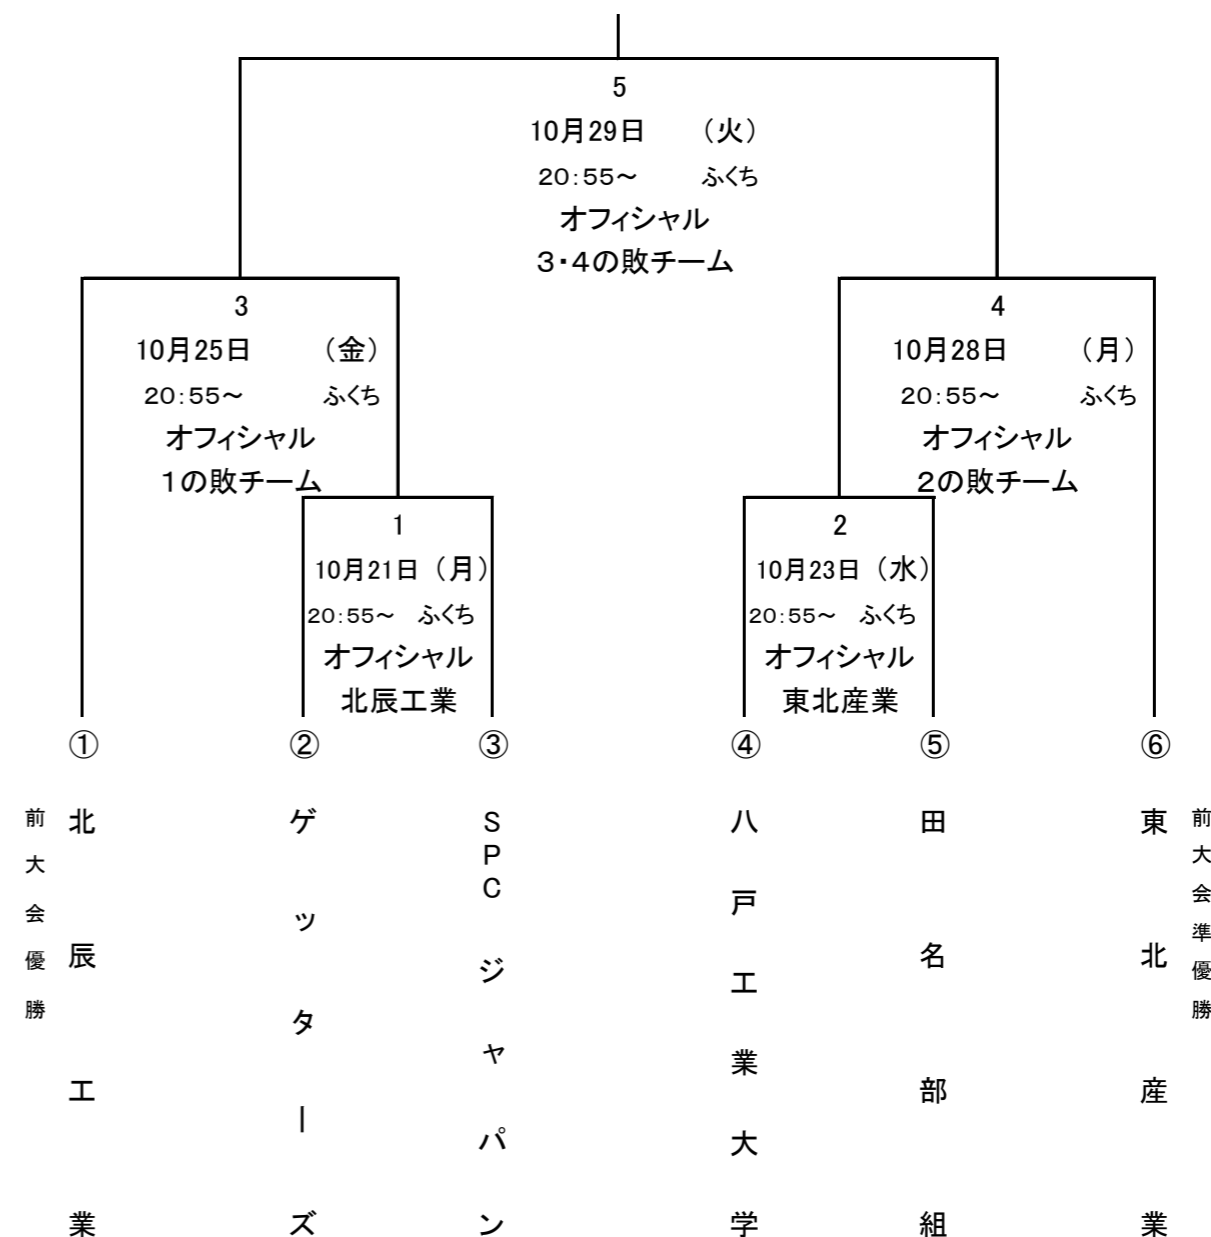 5
10月29日 （火）
20:55～ ふくち
オフィシャル
3・4の敗チーム
3
10月25日 （金）
20:55～ ふくち
オフィシャル
1の敗チーム
4
10月28日 （月）
20:55～ ふくち
オフィシャル
2の敗チーム
1
10月21日（月）
20:55～ ふくち
オフィシャル
北辰工業
2
10月23日（水）
20:55～ ふくち
オフィシャル
東北産業
①
②
③
④
⑤
⑥
前大会優勝
北辰工業
ゲッターズ
SPCジャパン
八戸工業大学
田名部組
東北産業
前大会準優勝